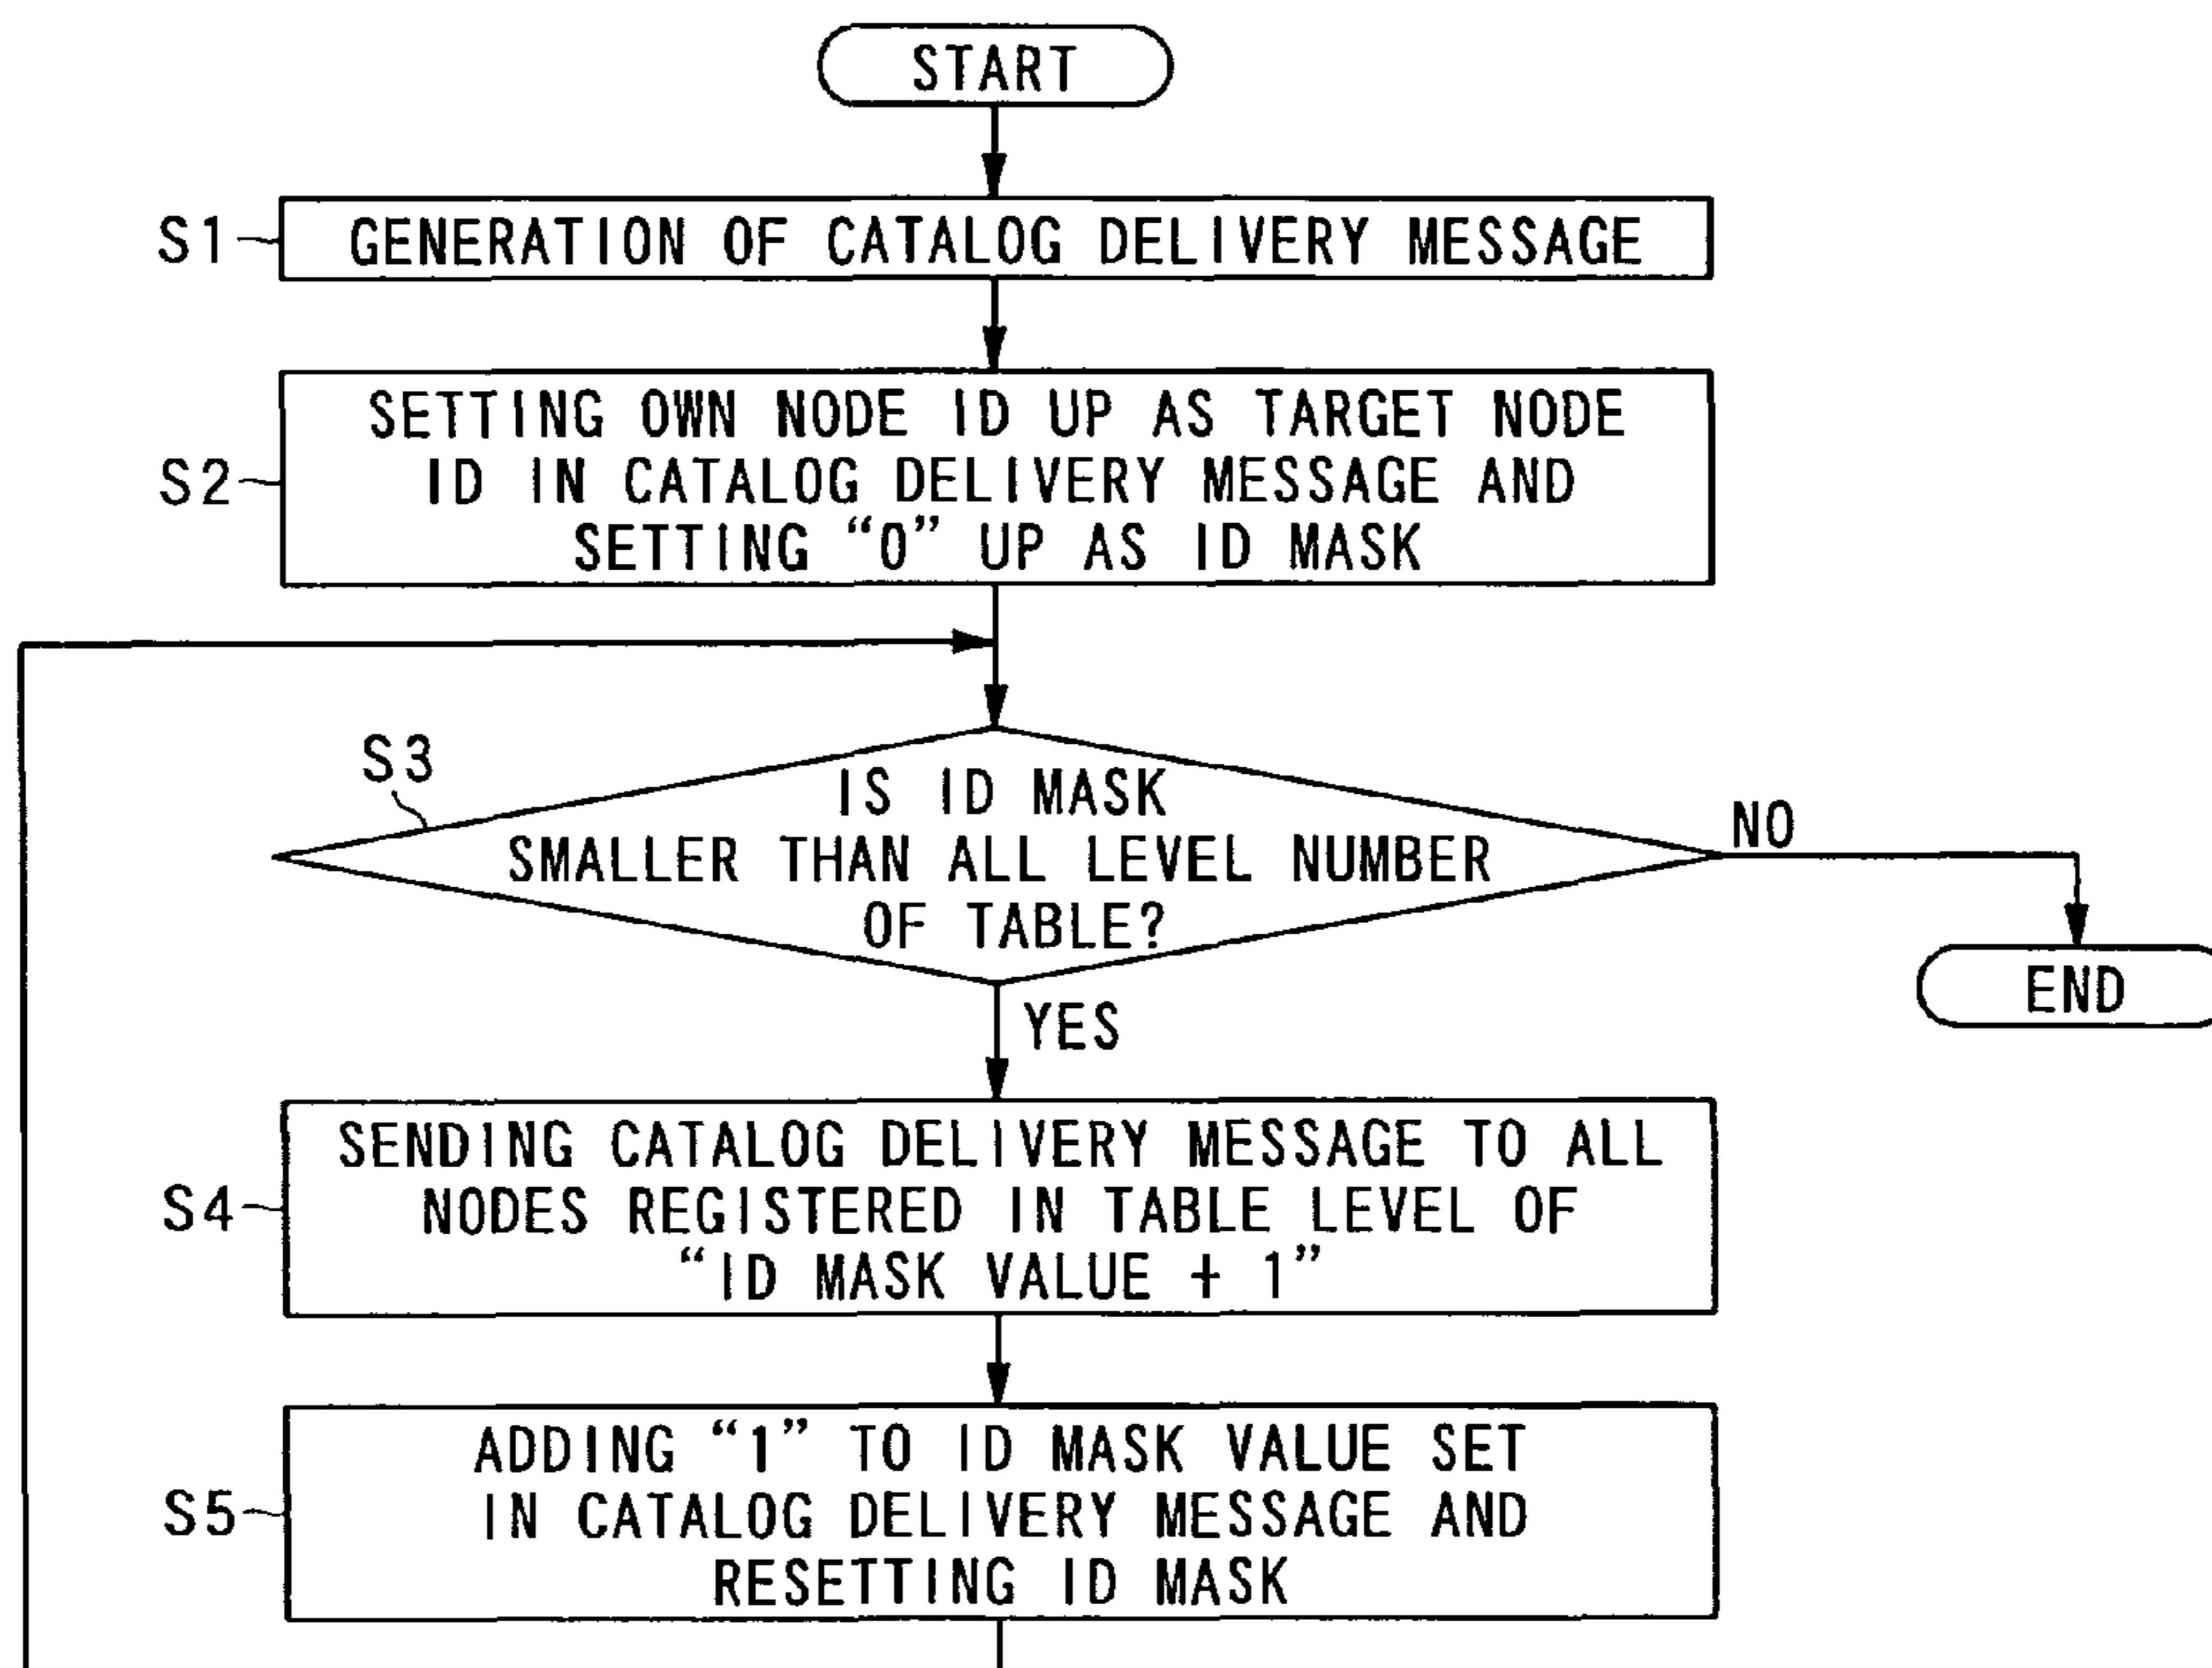 START
S1
GENERATION OF CATALOG DELIVERY MESSAGE
S2
SETTING OWN NODE ID UP AS TARGET NODE
ID IN CATALOG DELIVERY MESSAGE AND
SETTING “0” UP AS ID MASK
S3
IS ID MASK
SMALLER THAN ALL LEVEL NUMBER
OF TABLE?
NO
END
YES
S4
SENDING CATALOG DELIVERY MESSAGE TO ALL
NODES REGISTERED IN TABLE LEVEL OF
“ID MASK VALUE + 1”
S5
ADDING “1” TO ID MASK VALUE SET
IN CATALOG DELIVERY MESSAGE AND
RESETTING ID MASK